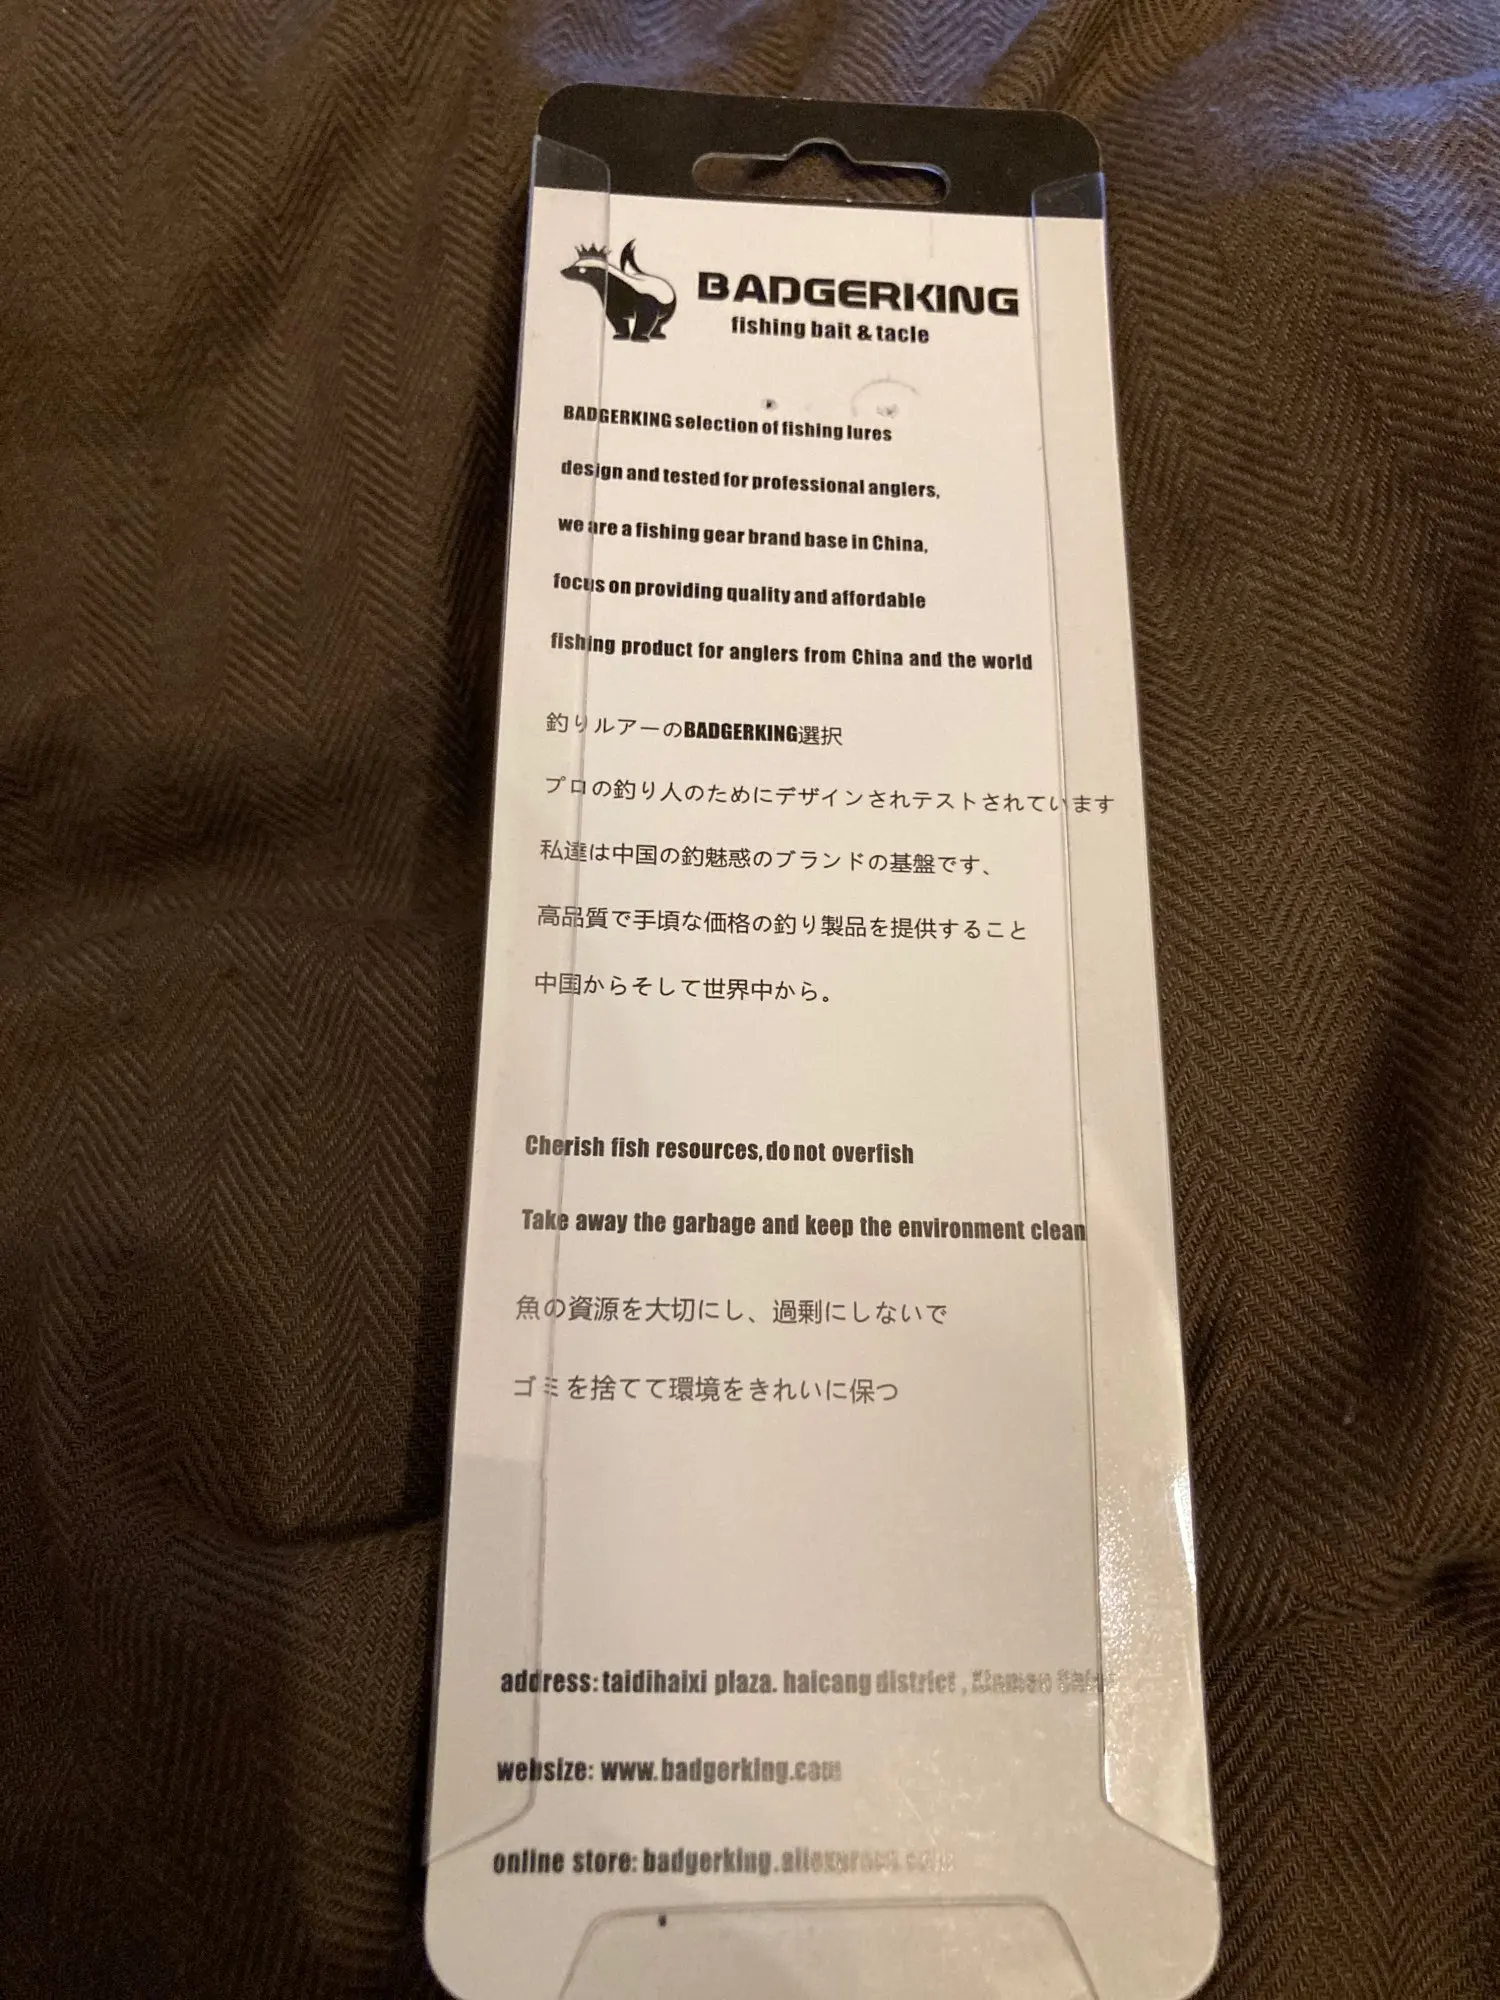 BADGERKING
fishing bait & tacle
BADGERKING selection of fishing lures
design and tested for professional anglers,
we are a fishing gear brand base in China,
focus on providing quality and affordable
fishing product for anglers from China and the world
釣りルアーのBADGERKING選択
プロの釣り人のためにデザインされテストされています
私達は中国の釣魅惑のブランドの基盤です、
高品質で手頃な価格の釣り製品を提供すること
中国からそして世界中から。
Cherish fish resources,do not overfish
Take away the garbage and keep the environment clean
魚の資源を大切にし、過剰にしないで
ゴミを捨てて環境をきれいに保つ
address: taidihaixi plaza. haicang district ,
websize: www.badgerking.com
online store: badgerking.aliexpress.com